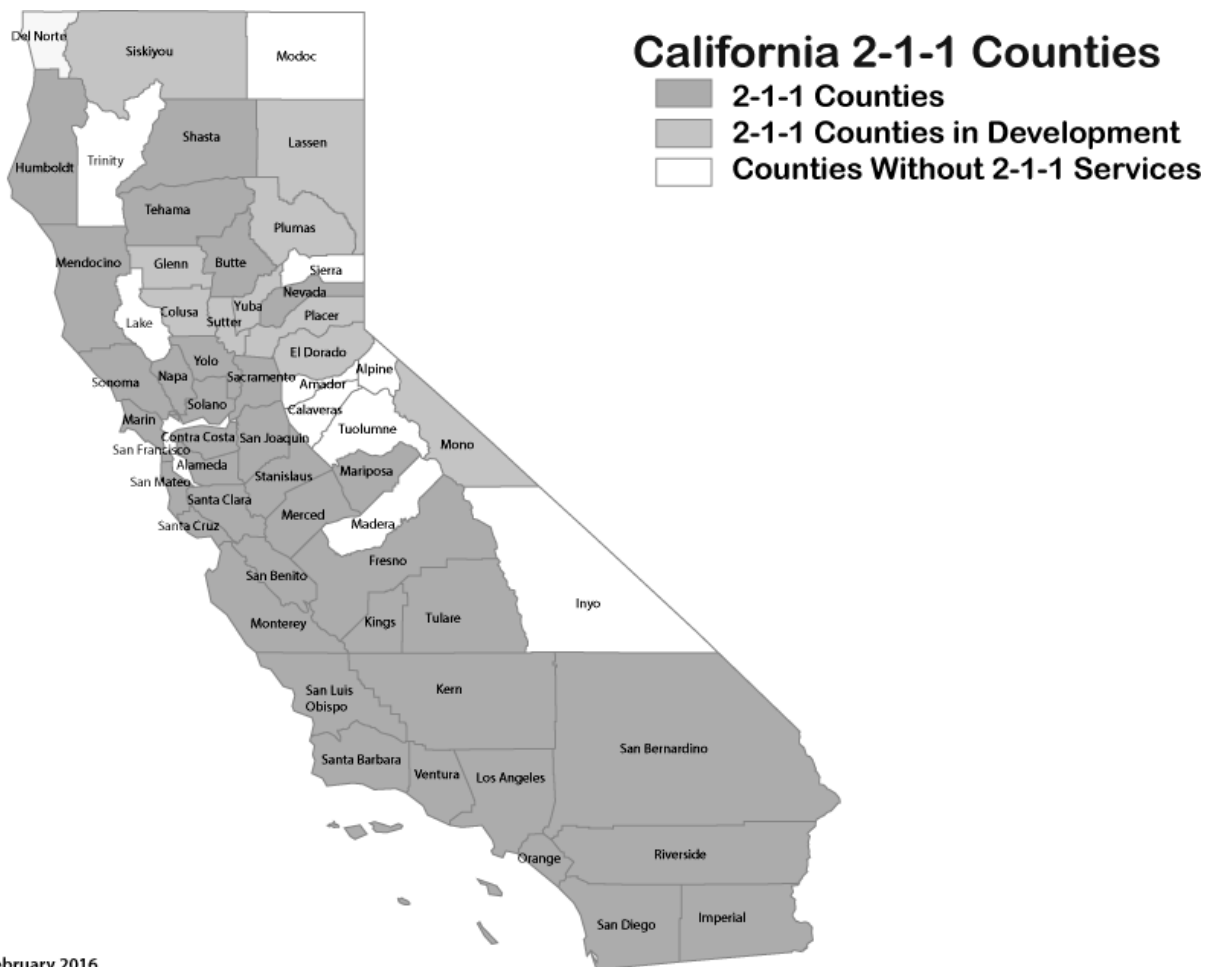 California 2-1-1 Counties
2-1-1 Counties
2-1-1 Counties in Development
Counties Without 2-1-1 Services
Del Norte
Siskiyou
Modoc
Humboldt
Trinity
Shasta
Lassen
Tehama
Plumas
Mendocino
Glenn
Butte
Sierra
Nevada
Lake
Colusa
Sutter
Yuba
Placer
El Dorado
Sonoma
Napa
Yolo
Sacramento
Amador
Alpine
Solano
Calaveras
Marin
Contra Costa
San Joaquin
Tuolumne
Mono
San Francisco
Alameda
Stanislaus
Mariposa
San Mateo
Santa Clara
Merced
Madera
Santa Cruz
Fresno
San Benito
Inyo
Monterey
Kings
Tulare
San Luis
Obispo
Kern
San Bernardino
Santa Barbara
Ventura
Los Angeles
Orange
Riverside
San Diego
Imperial
bruary 2016